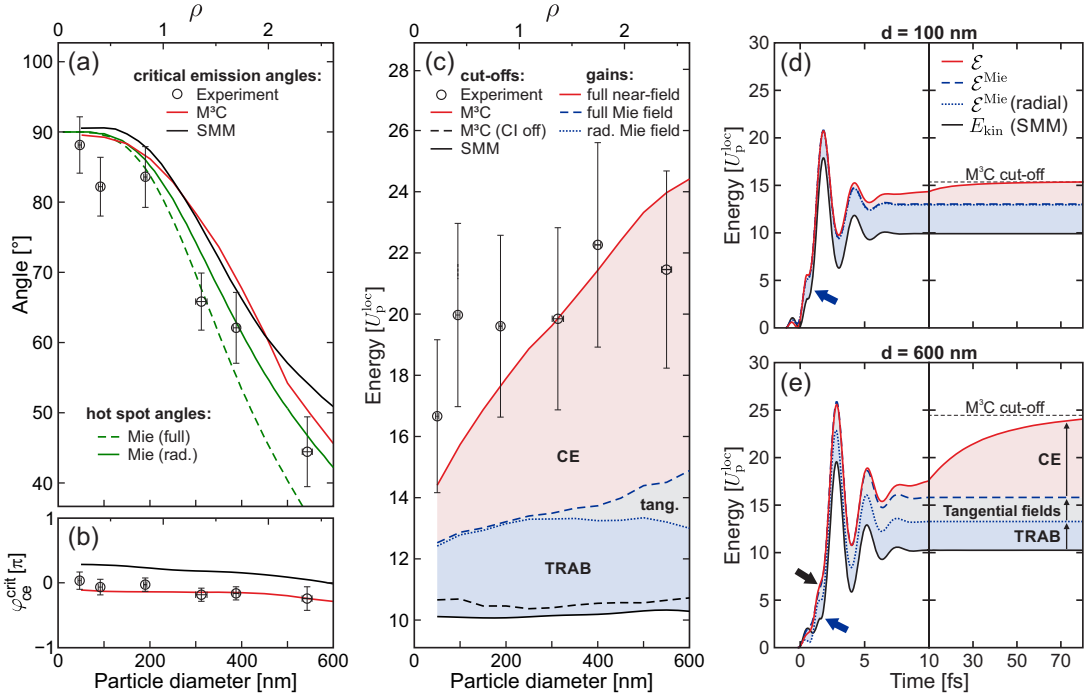 ρ
0 1 2
(a)
critical emission angles:
Experiment
M³C
SMM
hot spot angles:
Mie (full)
Mie (rad.)
Angle [°]
100
90
80
70
60
50
40
(b)
φce^crit [π]
1
0
−1
0 200 400 600
Particle diameter [nm]
ρ
0 1 2
(c)
cut-offs:
Experiment
M³C
M³C (CI off)
SMM
gains:
full near-field
full Mie field
rad. Mie field
CE
tang.
TRAB
Energy [Up^loc]
28
26
24
22
20
18
16
14
12
10
0 200 400 600
Particle diameter [nm]
d = 100 nm
(d)
ℰ
ℰ^Mie
ℰ^Mie (radial)
Ekin (SMM)
M³C cut-off
Energy [Up^loc]
30
25
20
15
10
5
0
d = 600 nm
(e)
M³C cut-off
CE
Tangential fields
TRAB
Energy [Up^loc]
30
25
20
15
10
5
0
0 5 10 30 50 70
Time [fs]